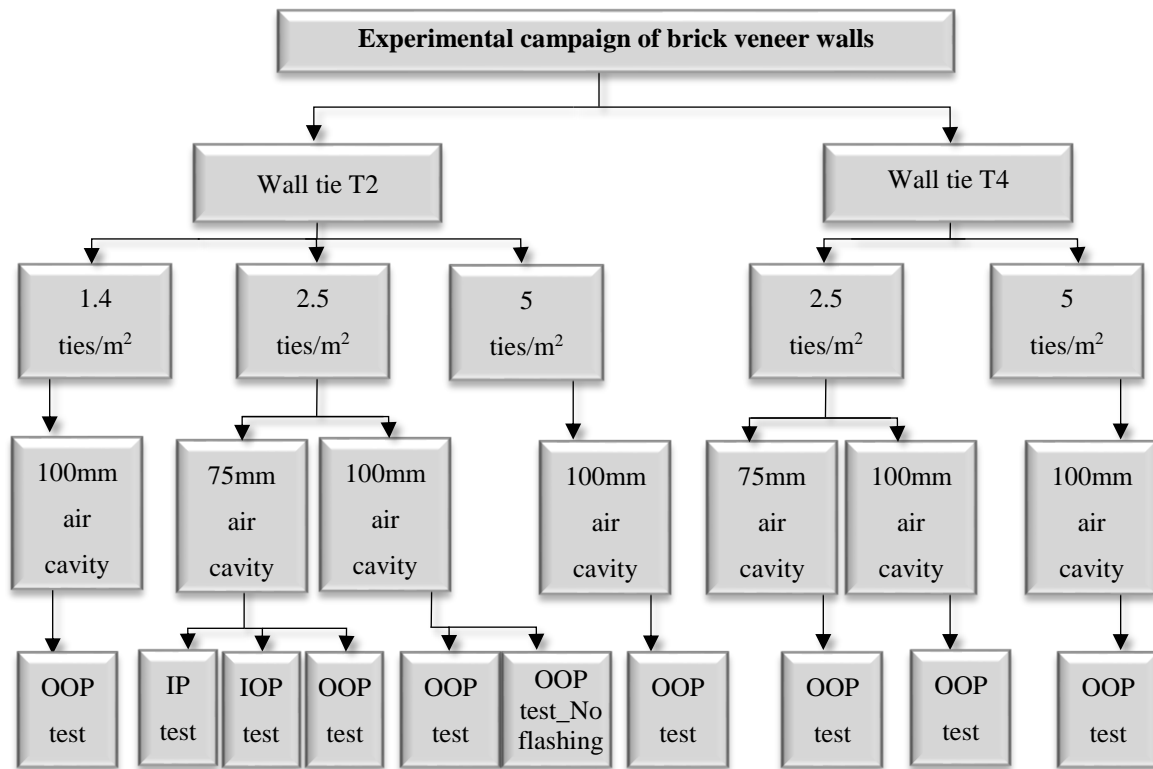 Experimental campaign of brick veneer walls
Wall tie T2
Wall tie T4
1.4
ties/m²
2.5
ties/m²
5
ties/m²
2.5
ties/m²
5
ties/m²
100mm
air
cavity
75mm
air
cavity
100mm
air
cavity
100mm
air
cavity
75mm
air
cavity
100mm
air
cavity
100mm
air
cavity
OOP
test
IP
test
IOP
test
OOP
test
OOP
test
OOP
test_No
flashing
OOP
test
OOP
test
OOP
test
OOP
test